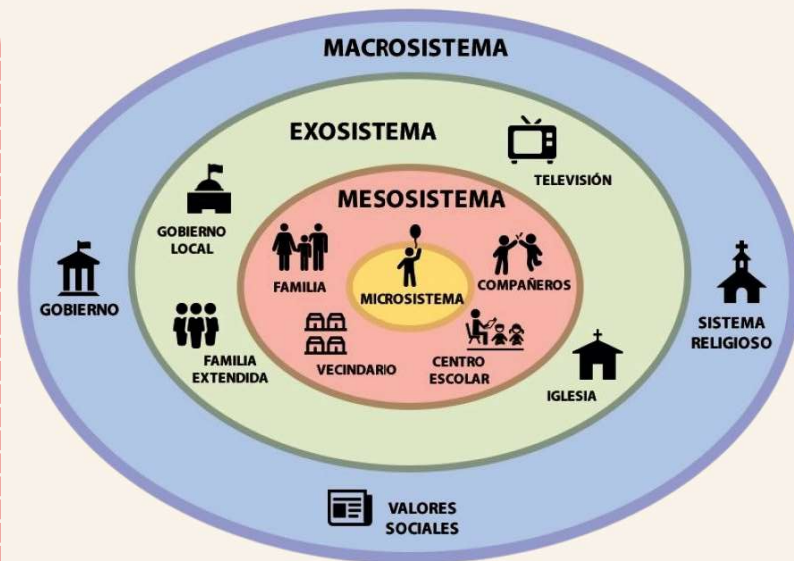 MACROSISTEMA
EXOSISTEMA
TELEVISIÓN
MESOSISTEMA
GOBIERNO
LOCAL
FAMILIA
COMPAÑEROS
MICROSISTEMA
GOBIERNO
SISTEMA
RELIGIOSO
FAMILIA
EXTENDIDA
VECINDARIO
CENTRO
ESCOLAR
IGLESIA
VALORES
SOCIALES